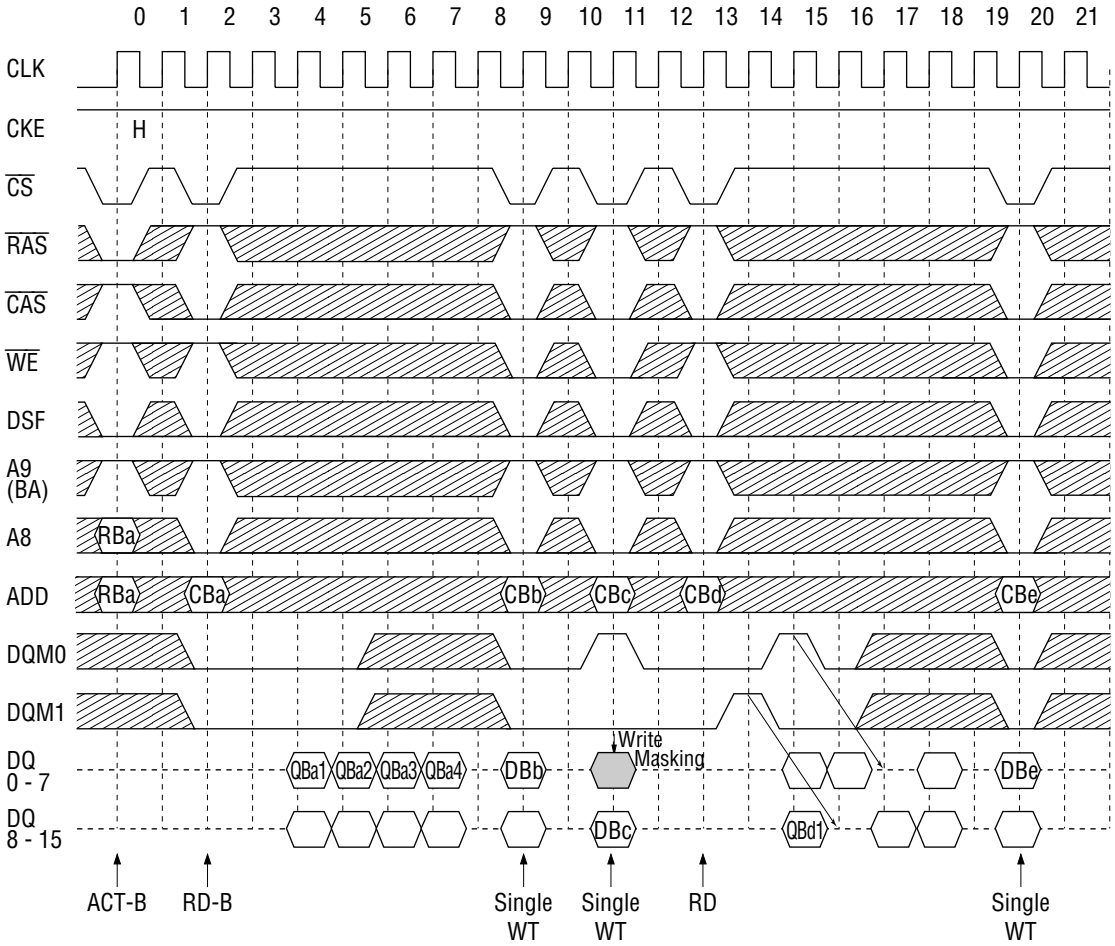 0 1 2 3 4 5 6 7 8 9 10 11 12 13 14 15 16 17 18 19 20 21
CLK
CKE H
CS
RAS
CAS
WE
DSF
A9
(BA)
A8 RBa
ADD RBa CBa CBb CBc CBd CBe
DQM0
DQM1
Write
Masking
DQ
0 - 7
QBa1 QBa2 QBa3 QBa4 DBb DBe
DQ
8 - 15
DBc QBd1
ACT-B RD-B Single Single RD Single
WT WT WT